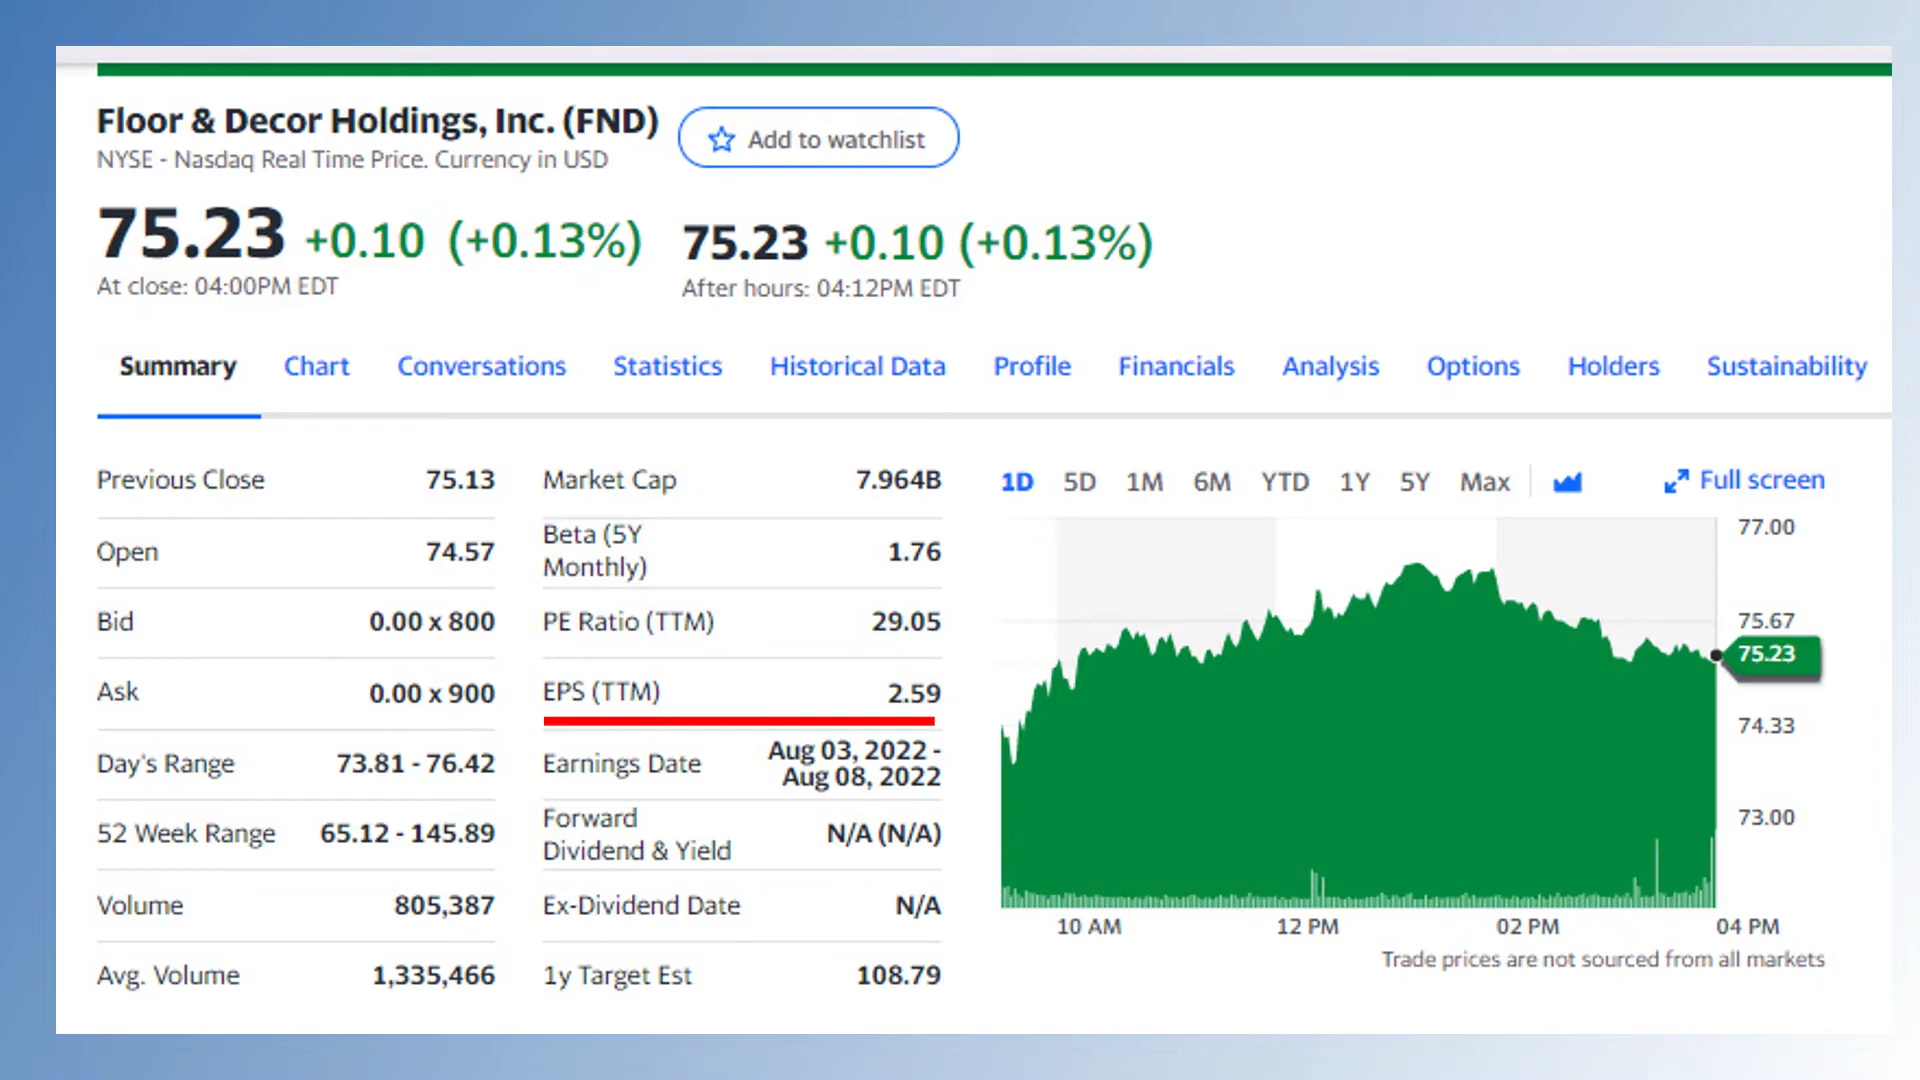 Floor & Decor Holdings, Inc. (FND)
Add to watchlist
NYSE - Nasdaq Real Time Price. Currency in USD
75.23 +0.10 (+0.13%) 75.23 +0.10 (+0.13%)
At close: 04:00PM EDT After hours: 04:12PM EDT
Summary Chart Conversations Statistics Historical Data Profile Financials Analysis Options Holders Sustainability
Previous Close 75.13
Open 74.57
Bid 0.00 x 800
Ask 0.00 x 900
Day's Range 73.81 - 76.42
52 Week Range 65.12 - 145.89
Volume 805,387
Avg. Volume 1,335,466
Market Cap 7.964B
Beta (5Y
Monthly) 1.76
PE Ratio (TTM) 29.05
EPS (TTM) 2.59
Earnings Date Aug 03, 2022 -
Aug 08, 2022
Forward
Dividend & Yield N/A (N/A)
Ex-Dividend Date N/A
1y Target Est 108.79
1D 5D 1M 6M YTD 1Y 5Y Max Full screen
77.00
75.67
75.23
74.33
73.00
10 AM 12 PM 02 PM 04 PM
Trade prices are not sourced from all markets